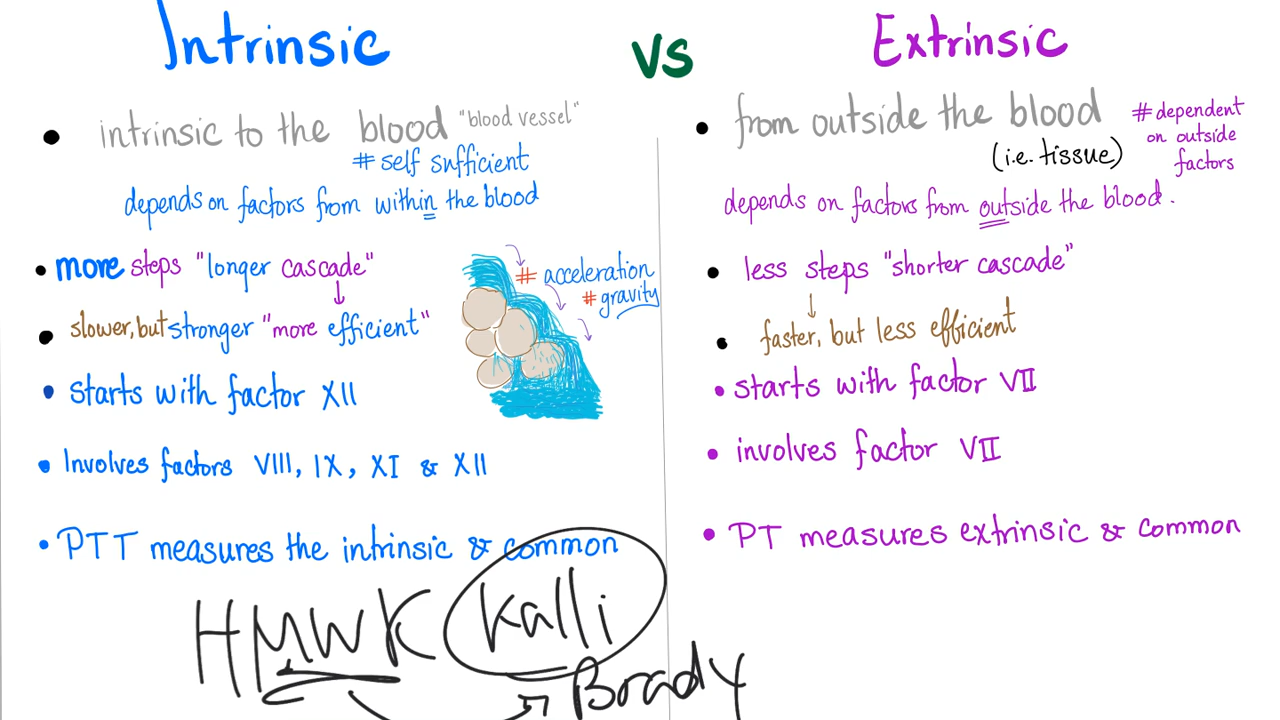 Intrinsic
vs
Extrinsic
• intrinsic to the blood "blood vessel"
# self sufficient
depends on factors from within the blood
• more steps "longer cascade"
• slower, but stronger "more efficient"
# acceleration
# gravity
• starts with factor XII
• Involves factors VIII, IX, XI & XII
• PTT measures the intrinsic & common
HMWK Kalli
Brady
• from outside the blood
(i.e. tissue)
# dependent
on outside
factors
depends on factors from outside the blood.
• less steps "shorter cascade"
• faster, but less efficient
• starts with factor VII
• involves factor VII
• PT measures extrinsic & common